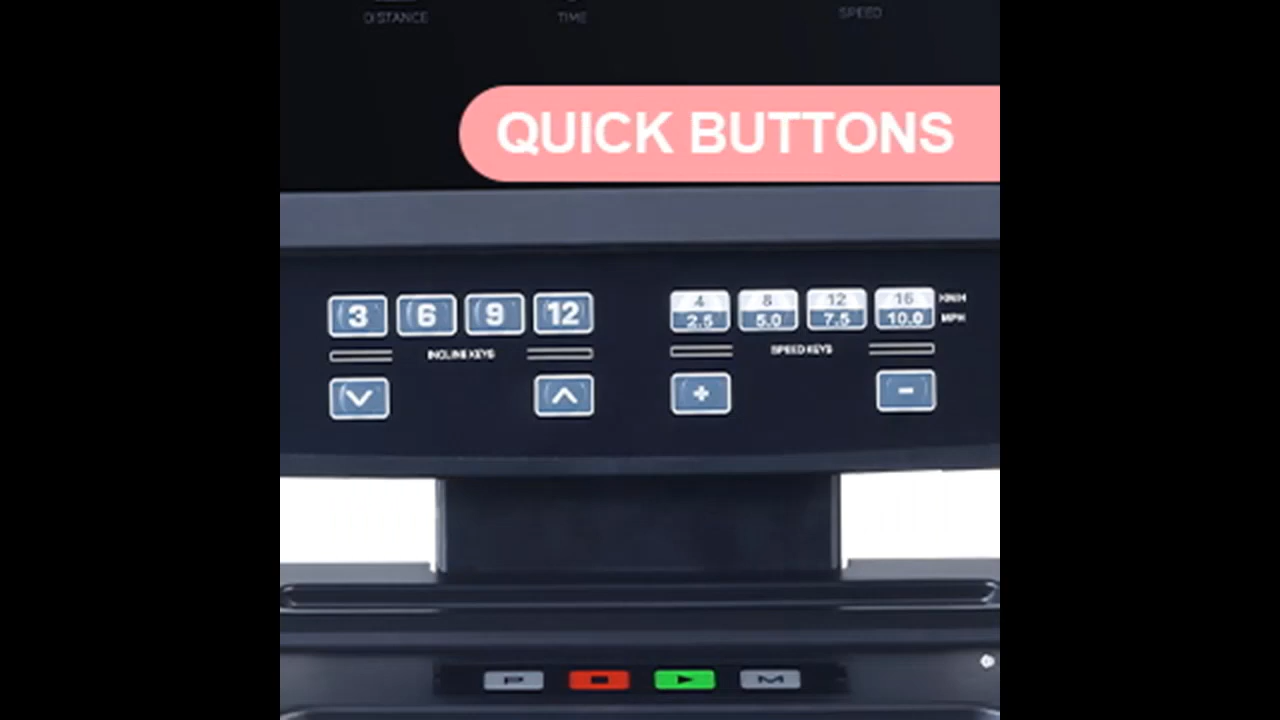 DISTANCE TIME SPEED
QUICK BUTTONS
3 6 9 12
4 8 12 16 KM/H
2.5 5.0 7.5 10.0 MPH
INCLINE KEYS SPEED KEYS
+ -
P M